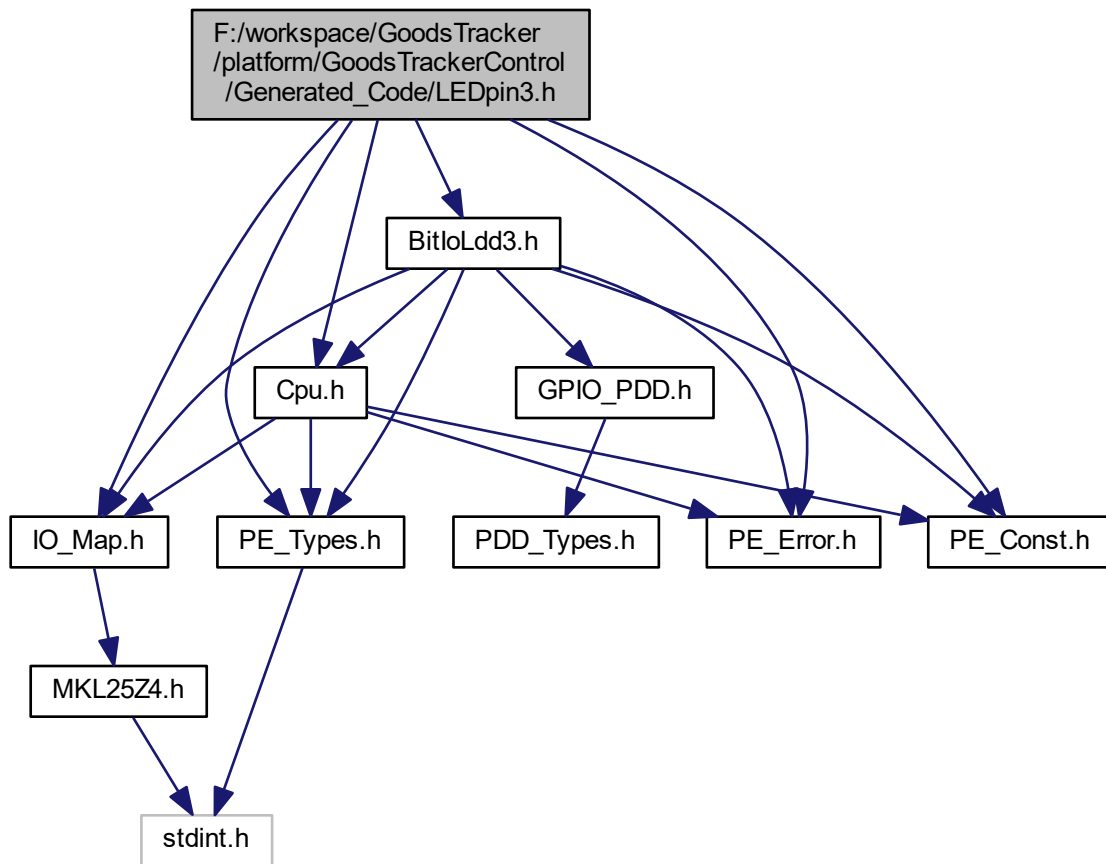 F:/workspace/GoodsTracker
/platform/GoodsTrackerControl
/Generated_Code/LEDpin3.h
BitIoLdd3.h
Cpu.h
GPIO_PDD.h
IO_Map.h
PE_Types.h
PDD_Types.h
PE_Error.h
PE_Const.h
MKL25Z4.h
stdint.h